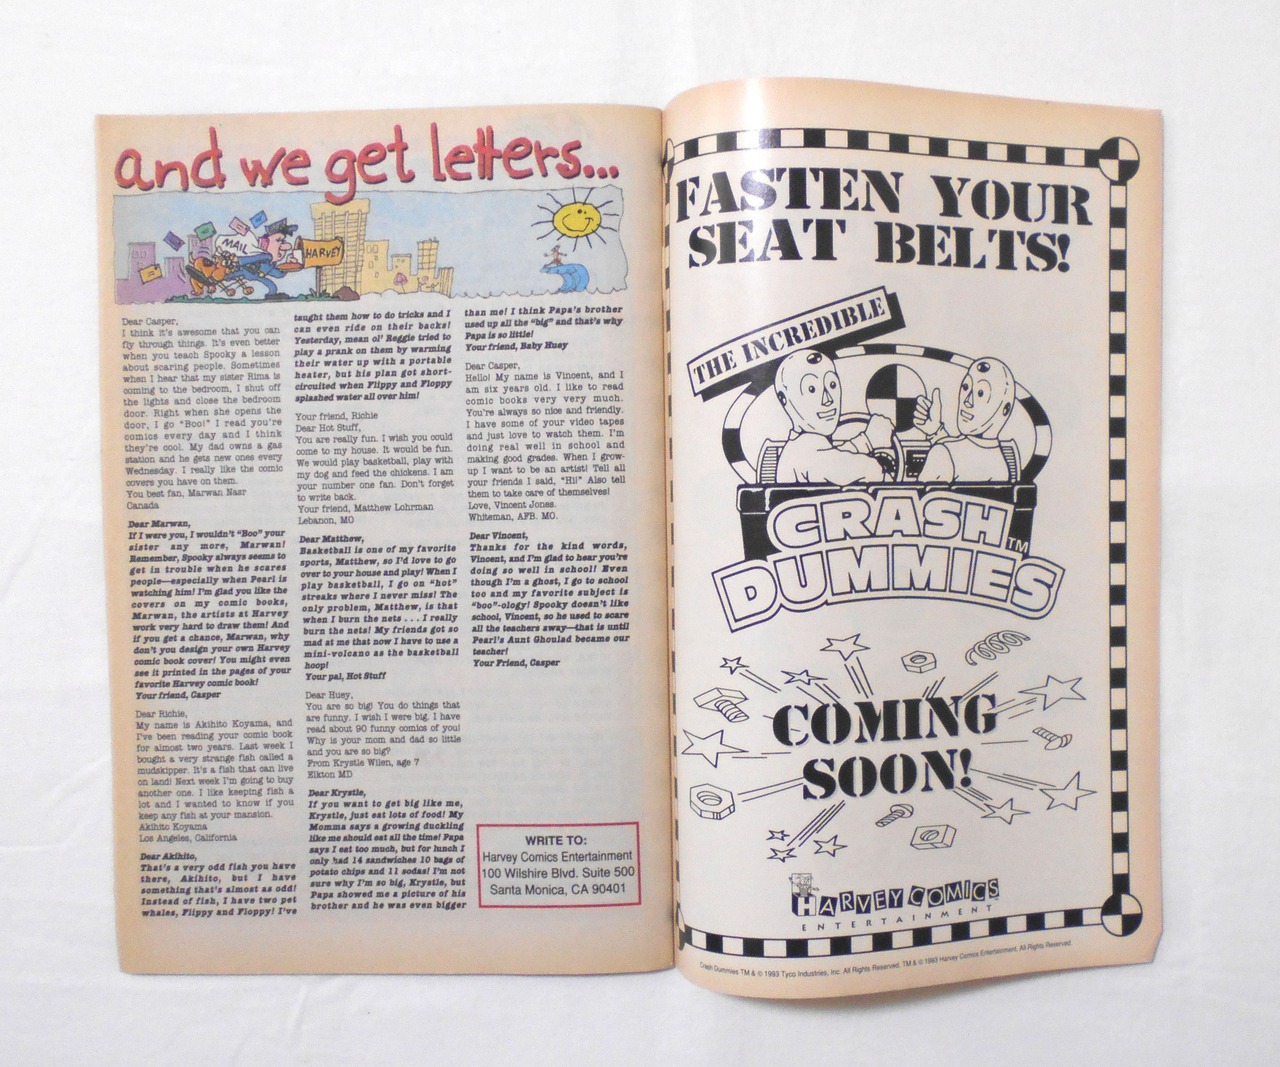 and we get letters...
MAIL
HARVEY
Dear Casper,
I think it's awesome that you can
fly through things. It's even better
when you teach Spooky a lesson
about scaring people. Sometimes
when I hear that my sister Rima is
coming to the bedroom, I shut off
the lights and close the bedroom
door. Right when she opens the
door, I go "Boo!" I read you're
comics every day and I think
they're cool. My dad owns a gas
station and he gets new ones every
Wednesday. I really like the comic
covers you have on them.
You best fan, Marwan Nasr
Canada
Dear Marwan,
If I were you, I wouldn't "Boo" your
sister any more, Marwan!
Remember, Spooky always seems to
get in trouble when he scares
people—especially when Pearl is
watching him! I'm glad you like the
covers on my comic books,
Marwan, the artists at Harvey
work very hard to draw them! And
if you get a chance, Marwan, why
don't you design your own Harvey
comic book cover! You might even
see it printed in the pages of your
favorite Harvey comic book!
Your friend, Casper
Dear Richie,
My name is Akihito Koyama, and
I've been reading your comic book
for almost two years. Last week I
bought a very strange fish called a
mudskipper. It's a fish that can live
on land! Next week I'm going to buy
another one. I like keeping fish a
lot and I wanted to know if you
keep any fish at your mansion.
Akihito Koyama
Los Angeles, California
Dear Akihito,
That's a very odd fish you have
there, Akihito, but I have
something that's almost as odd!
Instead of fish, I have two pet
whales, Flippy and Floppy! I've
taught them how to do tricks and I
can even ride on their backs!
Yesterday, mean ol' Reggie tried to
play a prank on them by warming
their water up with a portable
heater, but his plan got short-
circuited when Flippy and Floppy
splashed water all over him!
Your friend, Richie
Dear Hot Stuff,
You are really fun. I wish you could
come to my house. It would be fun.
We would play basketball, play with
my dog and feed the chickens. I am
your number one fan. Don't forget
to write back.
Your friend, Matthew Lohrman
Lebanon, MO
Dear Matthew,
Basketball is one of my favorite
sports, Matthew, so I'd love to go
over to your house and play! When I
play basketball, I go on "hot"
streaks where I never miss! The
only problem, Matthew, is that
when I burn the nets . . . I really
burn the nets! My friends got so
mad at me that now I have to use a
mini-volcano as the basketball
hoop!
Your pal, Hot Stuff
Dear Huey,
You are so big! You do things that
are funny. I wish I were big. I have
read about 90 funny comics of you!
Why is your mom and dad so little
and you are so big?
From Krystle Wilen, age 7
Elkton MD
Dear Krystle,
If you want to get big like me,
Krystle, just eat lots of food! My
Momma says a growing duckling
like me should eat all the time! Papa
says I eat too much, but for lunch I
only had 14 sandwiches 10 bags of
potato chips and 11 sodas! I'm not
sure why I'm so big, Krystle, but
Papa showed me a picture of his
brother and he was even bigger
than me! I think Papa's brother
used up all the "big" and that's why
Papa is so little!
Your friend, Baby Huey
Dear Casper,
Hello! My name is Vincent, and I
am six years old. I like to read
comic books very very much.
You're always so nice and friendly.
I have some of your video tapes
and just love to watch them. I'm
doing real well in school and
making good grades. When I grow-
up I want to be an artist! Tell all
your friends I said, "Hi!" Also tell
them to take care of themselves!
Love, Vincent Jones.
Whiteman, AFB. MO.
Dear Vincent,
Thanks for the kind words,
Vincent, and I'm glad to hear you're
doing so well in school! Even
though I'm a ghost, I go to school
too and my favorite subject is
"boo"-ology! Spooky doesn't like
school, Vincent, so he used to scare
all the teachers away—that is until
Pearl's Aunt Ghoulad became our
teacher!
Your Friend, Casper
WRITE TO:
Harvey Comics Entertainment
100 Wilshire Blvd. Suite 500
Santa Monica, CA 90401
FASTEN YOUR
SEAT BELTS!
THE INCREDIBLE
CRASH
DUMMIES TM
COMING
SOON!
HARVEY COMICS
ENTERTAINMENT
Crash Dummies TM & © 1993 Tyco Industries, Inc. All Rights Reserved. TM & © 1993 Harvey Comics Entertainment, All Rights Reserved.